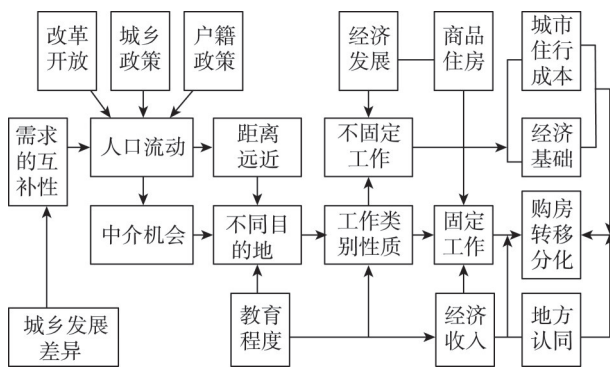 改革
开放
城乡
政策
户籍
政策
经济
发展
商品
住房
城市
住行
成本
需求
的互
补性
人口流动
距离
远近
不固定
工作
经济
基础
中介机会
不同目
的地
工作类
别性质
固定
工作
购房
转移
分化
城乡发展
差异
教育
程度
经济
收入
地方
认同